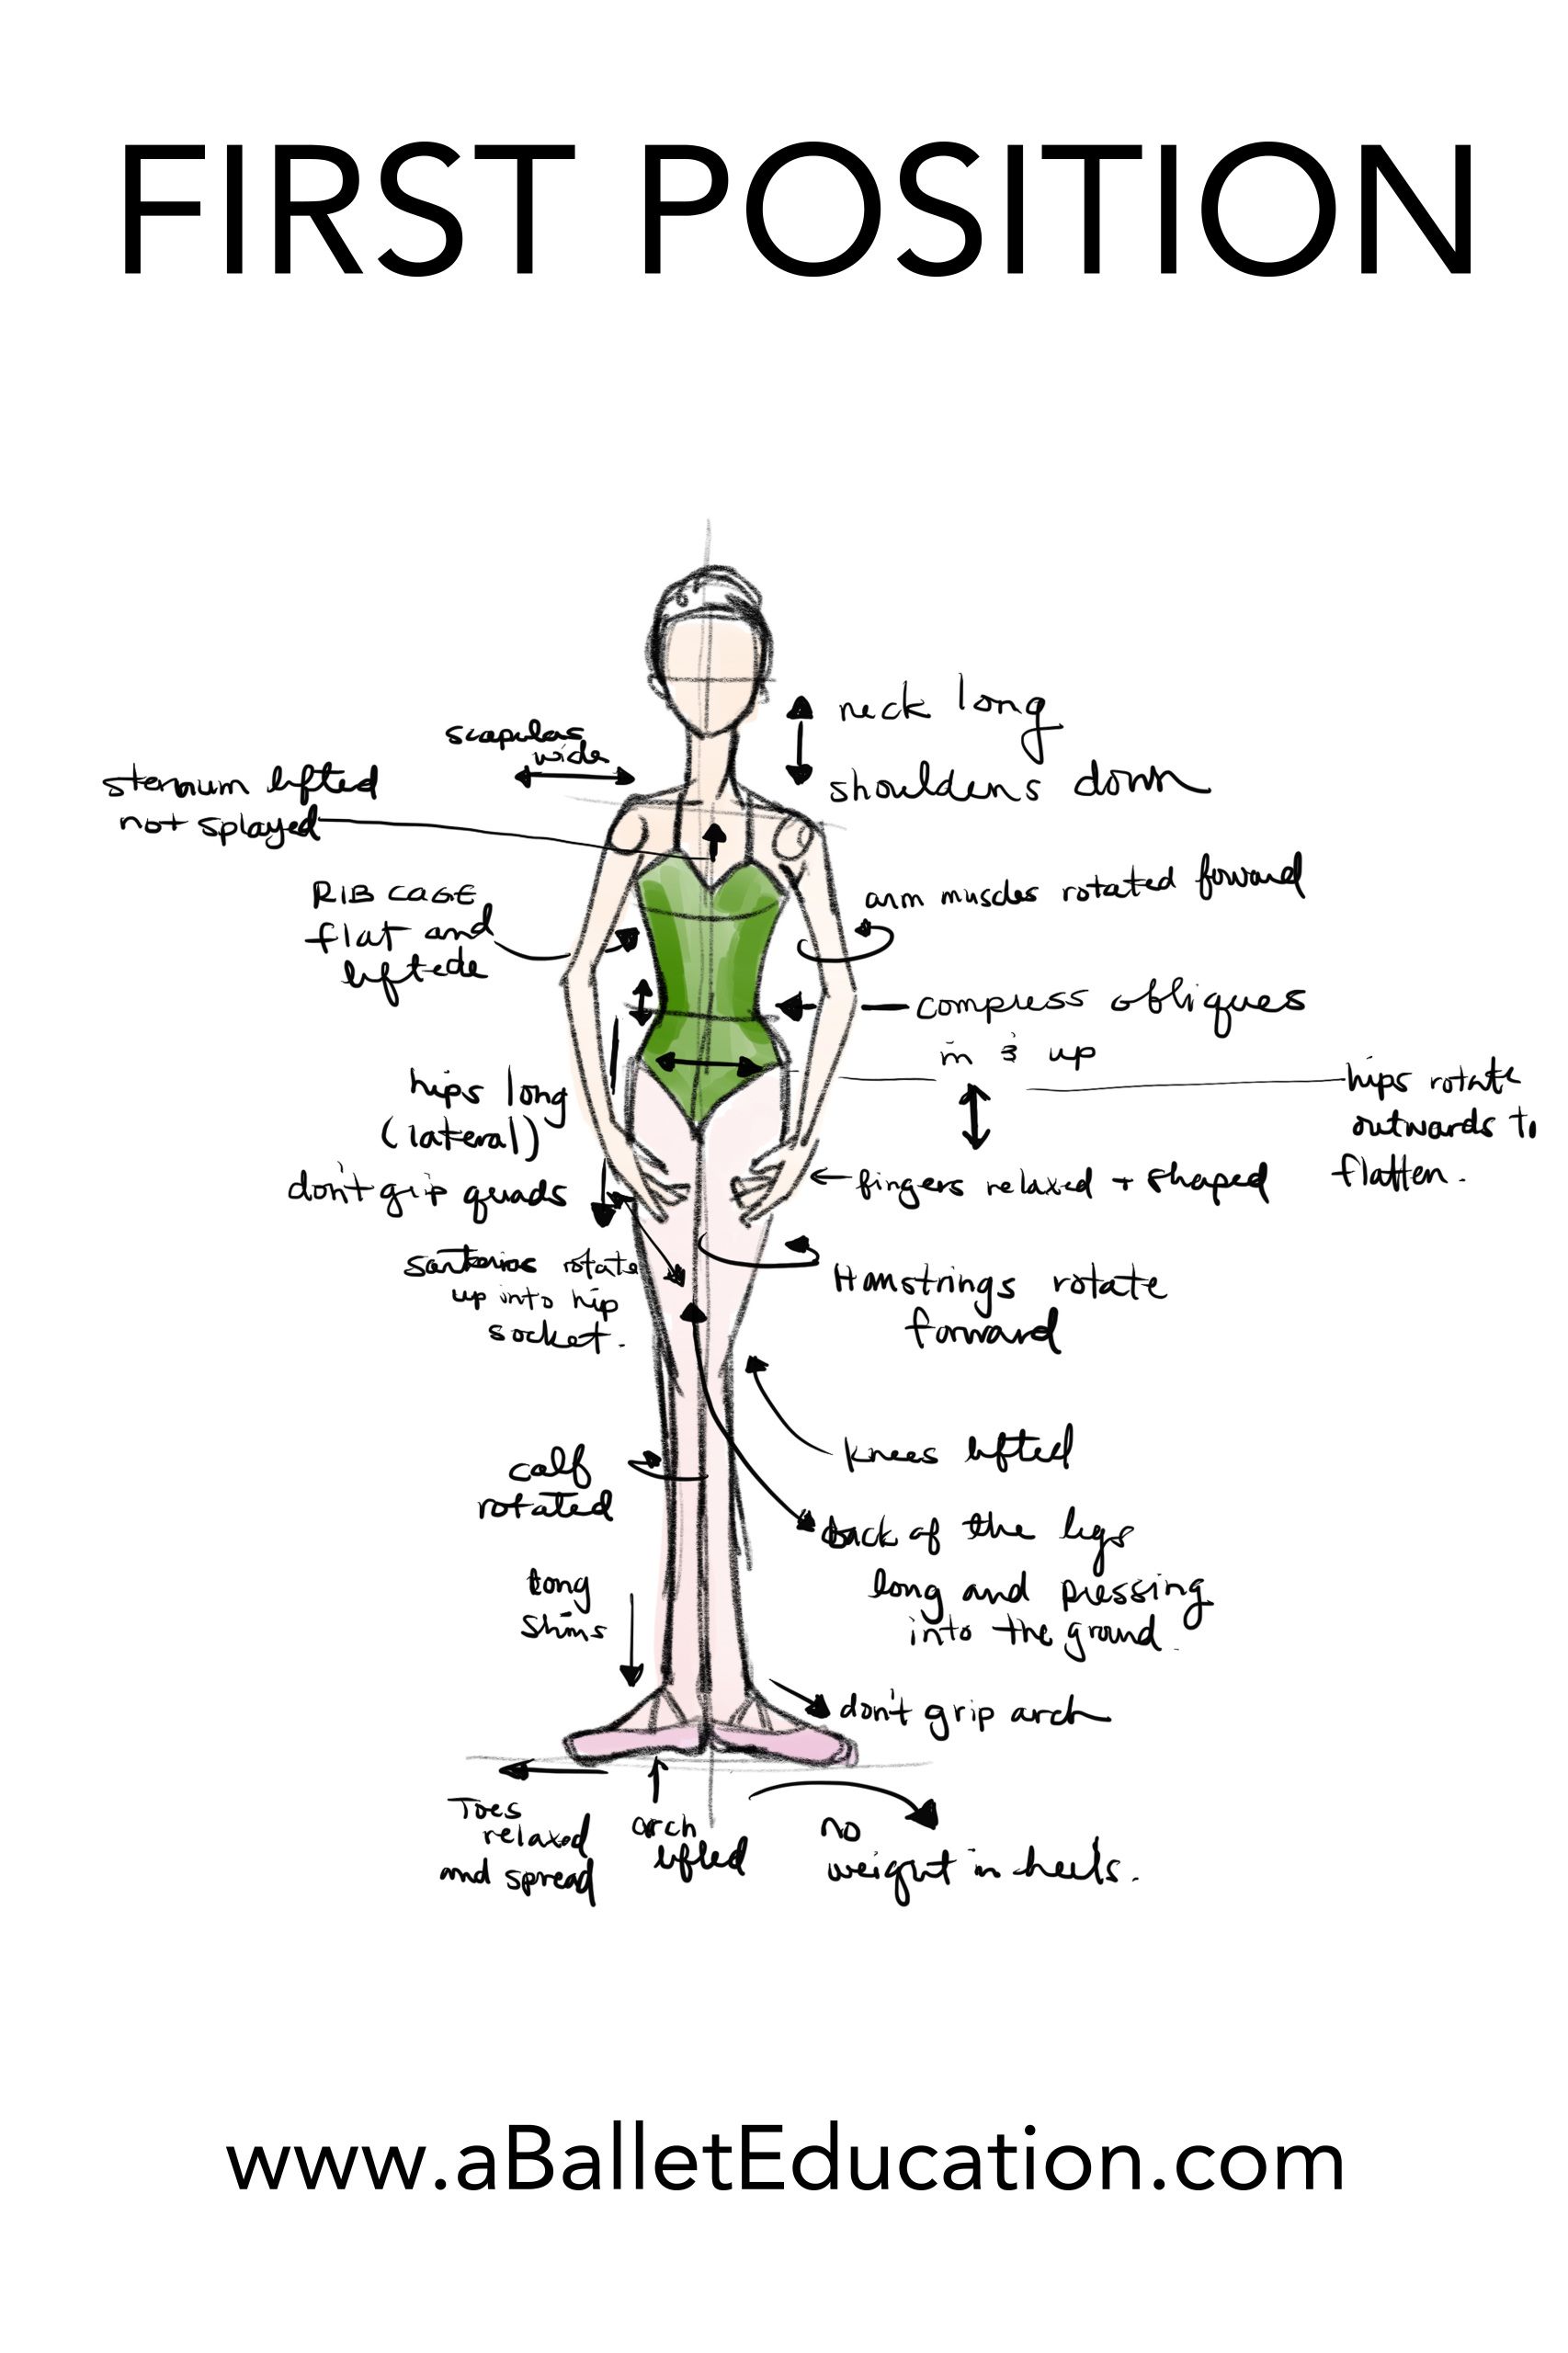 FIRST POSITION
neck long
scapulas
wide
shoulders down
sternum lifted
not splayed
arm muscles rotated forward
RIB CAGE
flat and
lifted
compress obliques
in & up
hips long
(lateral)
hips rotate
outwards to
flatten.
don't grip quads
fingers relaxed + shaped
sartorius rotate
up into hip
socket.
Hamstrings rotate
forward
knees lifted
calf
rotated
back of the legs
long and pressing
into the ground.
long
shins
don't grip arch
Toes
relaxed
and spread
arch
lifted
no
weight in heels.
www.aBalletEducation.com